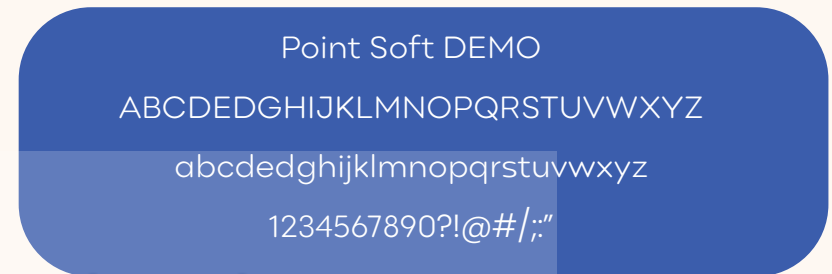 Point Soft DEMO
ABCDEDGHIJKLMNOPQRSTUVWXYZ
abcdedghijklmnopqrstuvwxyz
1234567890?!@#/;:”